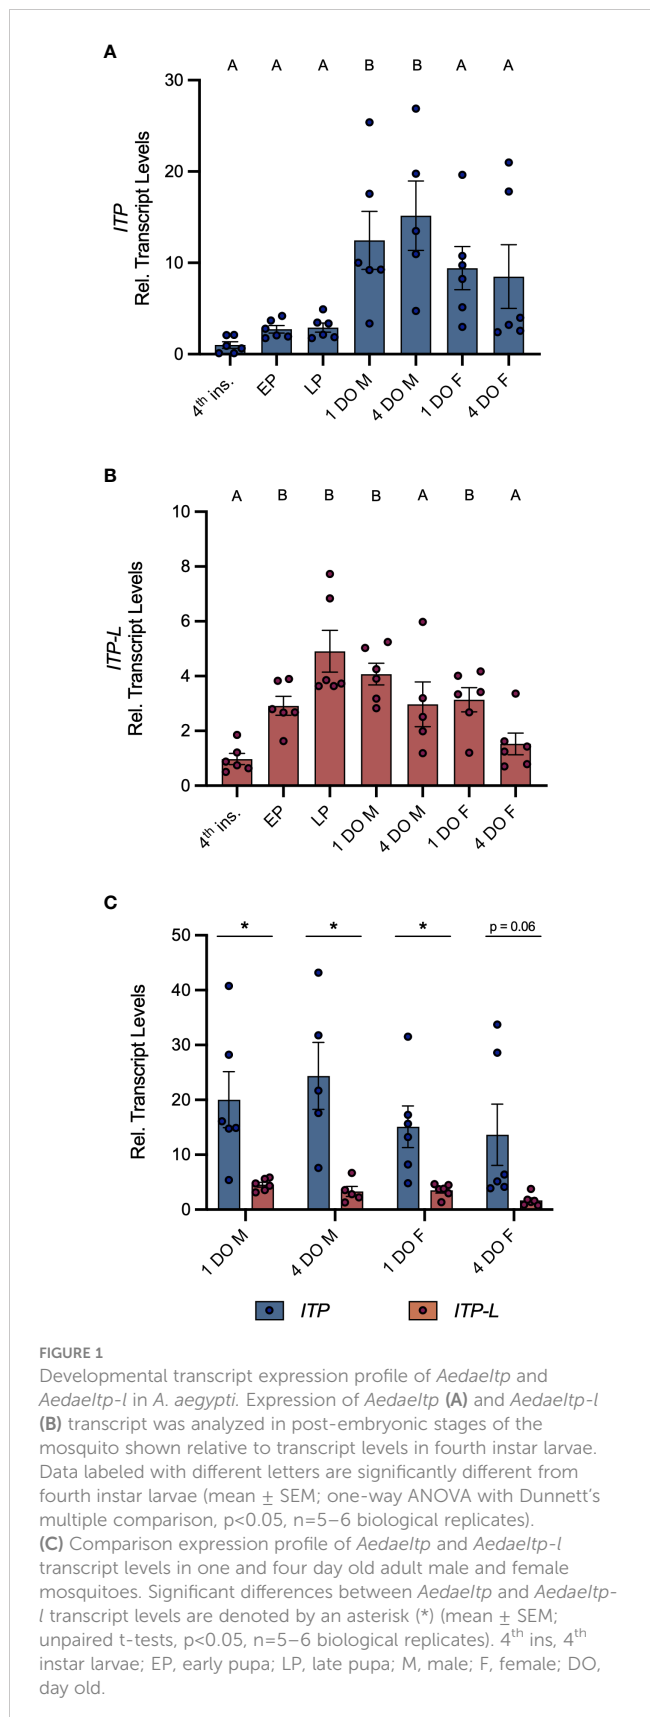 A
A A A B B A A
30
20
10
0
ITP
Rel. Transcript Levels
4th ins.
EP
LP
1 DO M
4 DO M
1 DO F
4 DO F
B
A B B B A B A
10
8
6
4
2
0
ITP-L
Rel. Transcript Levels
4th ins.
EP
LP
1 DO M
4 DO M
1 DO F
4 DO F
C
* * * p = 0.06
50
40
30
20
10
0
Rel. Transcript Levels
1 DO M
4 DO M
1 DO F
4 DO F
ITP ITP-L
FIGURE 1
Developmental transcript expression profile of AedaeItp and
AedaeItp-l in A. aegypti. Expression of AedaeItp (A) and AedaeItp-l
(B) transcript was analyzed in post-embryonic stages of the
mosquito shown relative to transcript levels in fourth instar larvae.
Data labeled with different letters are significantly different from
fourth instar larvae (mean ± SEM; one-way ANOVA with Dunnett's
multiple comparison, p<0.05, n=5–6 biological replicates).
(C) Comparison expression profile of AedaeItp and AedaeItp-l
transcript levels in one and four day old adult male and female
mosquitoes. Significant differences between AedaeItp and AedaeItp-
l transcript levels are denoted by an asterisk (*) (mean ± SEM;
unpaired t-tests, p<0.05, n=5–6 biological replicates). 4th ins, 4th
instar larvae; EP, early pupa; LP, late pupa; M, male; F, female; DO,
day old.